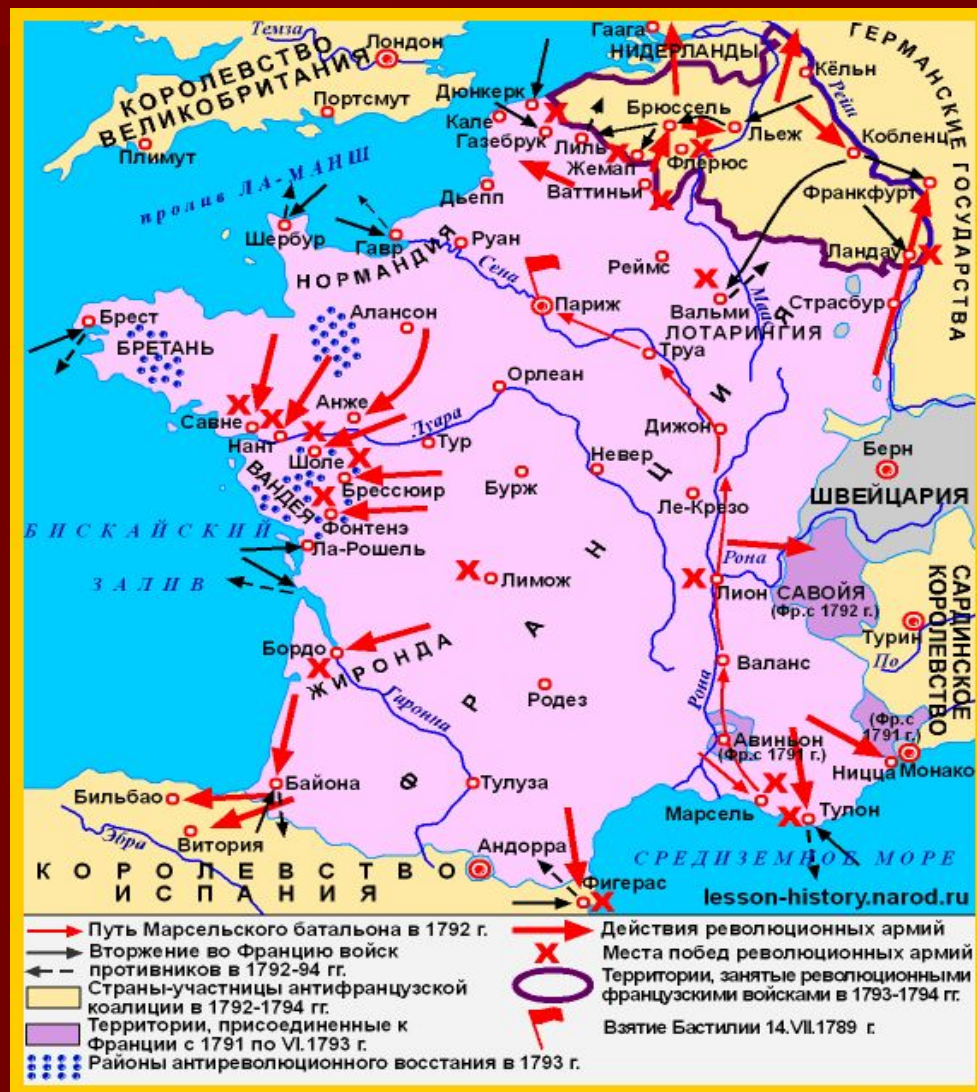 Темза
Лондон
КОРОЛЕВСТВО
ВЕЛИКОБРИТАНИЯ
Портсмут
Плимут
пролив ЛА-МАНШ
Гаага
НИДЕРЛАНДЫ
ГЕРМАНСКИЕ ГОСУДАРСТВА
Кёльн
Рейн
Дюнкерк
Кале
Газебрук
Брюссель
Лиль
Льеж
Кобленц
Жемап
Флерюс
Ваттиньи
Франкфурт
Дьепп
Шербур
Гавр
Руан
Ландау
НОРМАНДИЯ
Сена
Реймс
Маас
Париж
Вальми
Страсбур
ЛОТАРИНГИЯ
Брест
БРЕТАНЬ
Алансон
Труа
Орлеан
Савне
Нант
Анже
Луара
Тур
Дижон
Шоле
Невер
Берн
ВАНДЕЯ
Брессюир
Бурж
ШВЕЙЦАРИЯ
Фонтенэ
Ле-Крезо
БИСКАЙСКИЙ
ЗАЛИВ
Ла-Рошель
Рона
Лимож
Лион
САВОЙЯ
(Фр.с 1792 г.)
САРДИНСКОЕ
КОРОЛЕВСТВО
Турин
По
Бордо
ЖИРОНДА
Валанс
ФРАНЦИЯ
Гаронна
Родез
Рона
Авиньон
(Фр.с 1791 г.)
(Фр.с
1791 г.)
Ницца
Монако
Байона
Тулуза
Бильбао
Марсель
Тулон
Витория
Эбра
Андорра
СРЕДИЗЕМНОЕ МОРЕ
КОРОЛЕВСТВО
ИСПАНИЯ
Фигерас
lesson-history.narod.ru
Путь Марсельского батальона в 1792 г.
Вторжение во Францию войск
противников в 1792-94 гг.
Страны-участницы антифранцузской
коалиции в 1792-1794 гг.
Территории, присоединенные к
Франции с 1791 по VI.1793 г.
Районы антиреволюционного восстания в 1793 г.
Действия революционных армий
Места побед революционных армий
Территории, занятые революционными
французскими войсками в 1793-1794 гг.
Взятие Бастилии 14.VII.1789 г.